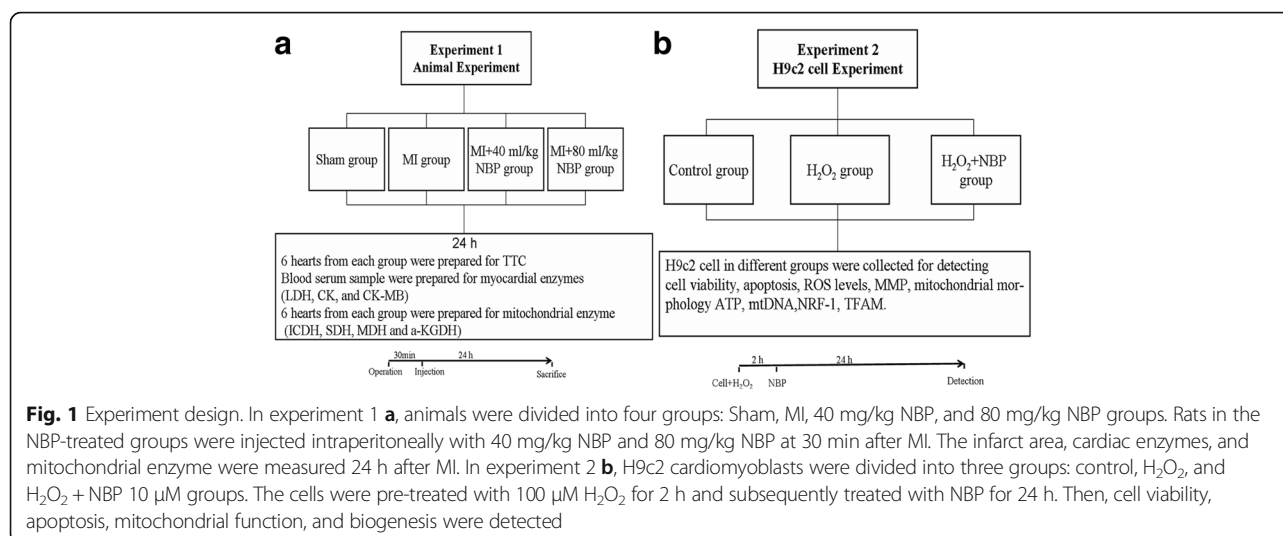 a
Experiment 1
Animal Experiment
Sham group
MI group
MI+40 ml/kg
NBP group
MI+80 ml/kg
NBP group
24 h
6 hearts from each group were prepared for TTC
Blood serum sample were prepared for myocardial enzymes
(LDH, CK, and CK-MB)
6 hearts from each group were prepared for mitochondrial enzyme
(ICDH, SDH, MDH and a-KGDH)
30min
24 h
Operation
Injection
Sacrifice
b
Experiment 2
H9c2 cell Experiment
Control group
H₂O₂ group
H₂O₂+NBP
group
H9c2 cell in different groups were collected for detecting
cell viability, apoptosis, ROS levels, MMP, mitochondrial mor-
phology ATP, mtDNA,NRF-1, TFAM.
2 h
24 h
Cell+H₂O₂
NBP
Detection
Fig. 1 Experiment design. In experiment 1 a, animals were divided into four groups: Sham, MI, 40 mg/kg NBP, and 80 mg/kg NBP groups. Rats in the
NBP-treated groups were injected intraperitoneally with 40 mg/kg NBP and 80 mg/kg NBP at 30 min after MI. The infarct area, cardiac enzymes, and
mitochondrial enzyme were measured 24 h after MI. In experiment 2 b, H9c2 cardiomyoblasts were divided into three groups: control, H₂O₂, and
H₂O₂ + NBP 10 μM groups. The cells were pre-treated with 100 μM H₂O₂ for 2 h and subsequently treated with NBP for 24 h. Then, cell viability,
apoptosis, mitochondrial function, and biogenesis were detected